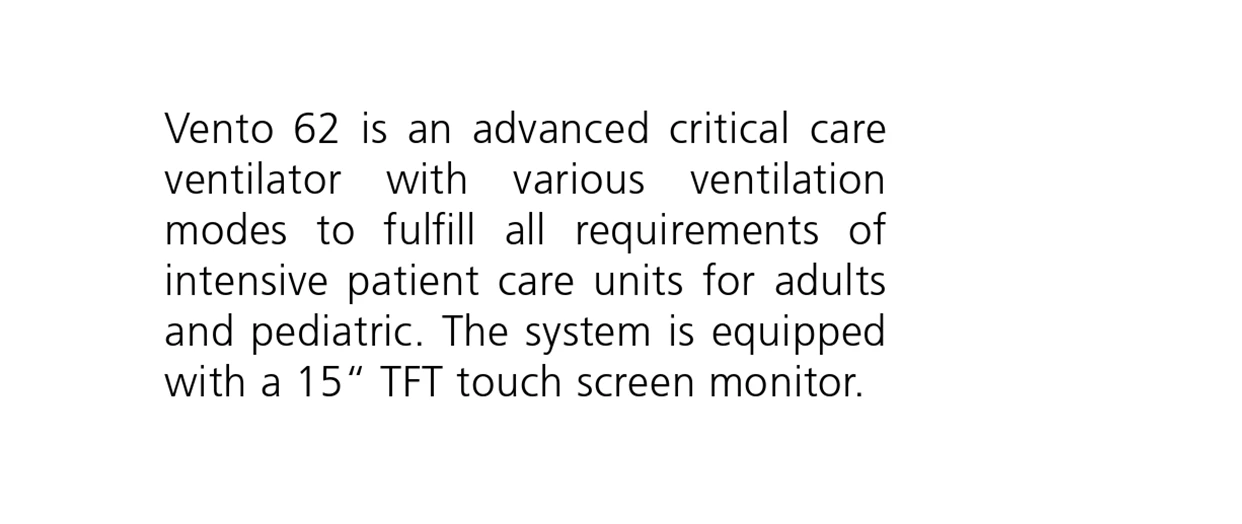 Vento 62 is an advanced critical care
ventilator with various ventilation
modes to fulfill all requirements of
intensive patient care units for adults
and pediatric. The system is equipped
with a 15“ TFT touch screen monitor.